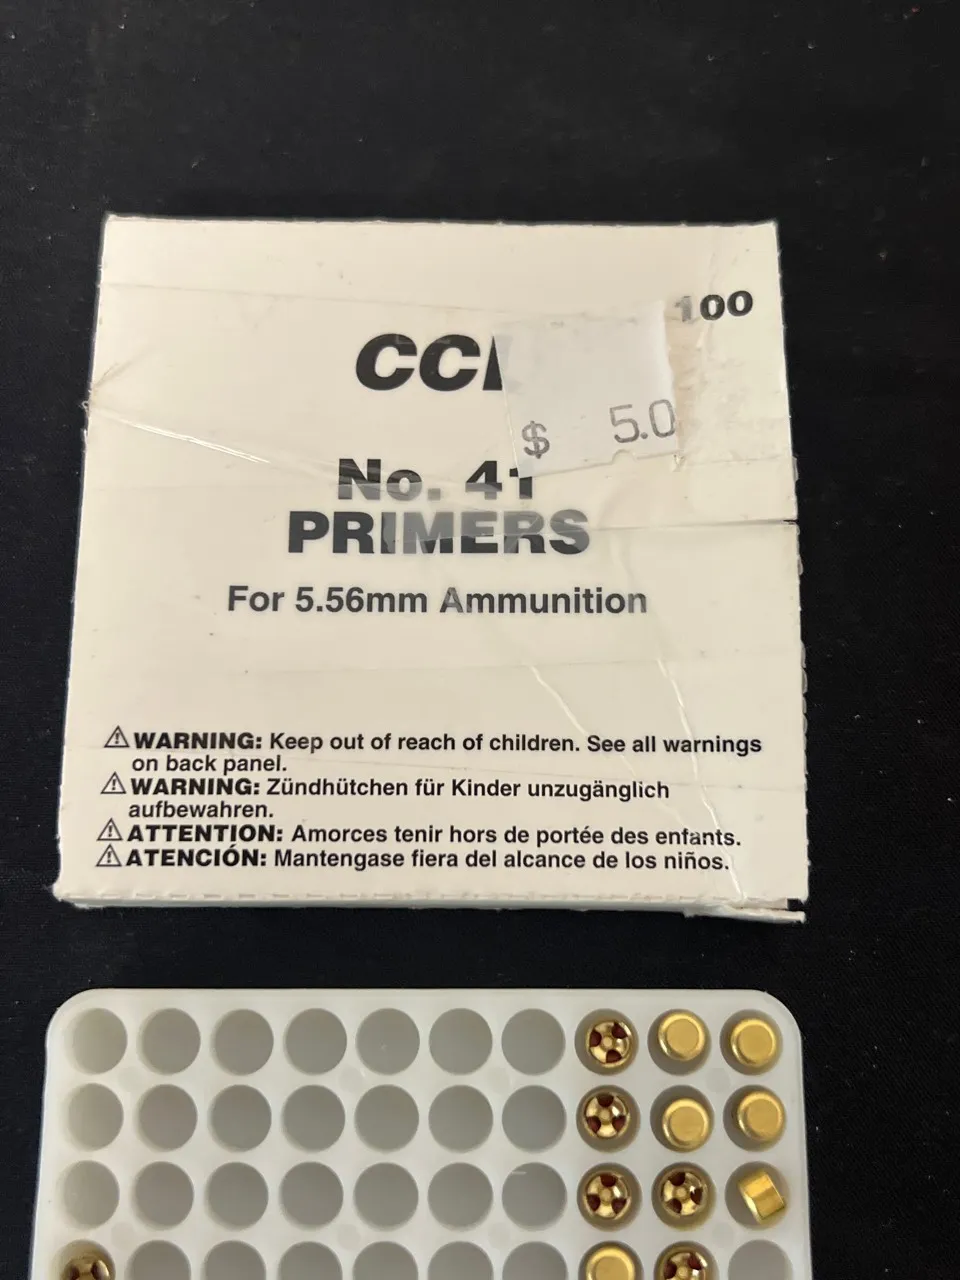 100
CCI
$ 5.0
No. 41
PRIMERS
For 5.56mm Ammunition
⚠ WARNING: Keep out of reach of children. See all warnings
on back panel.
⚠ WARNING: Zündhütchen für Kinder unzugänglich
aufbewahren.
⚠ ATTENTION: Amorces tenir hors de portée des enfants.
⚠ ATENCIÓN: Mantengase fiera del alcance de los niños.